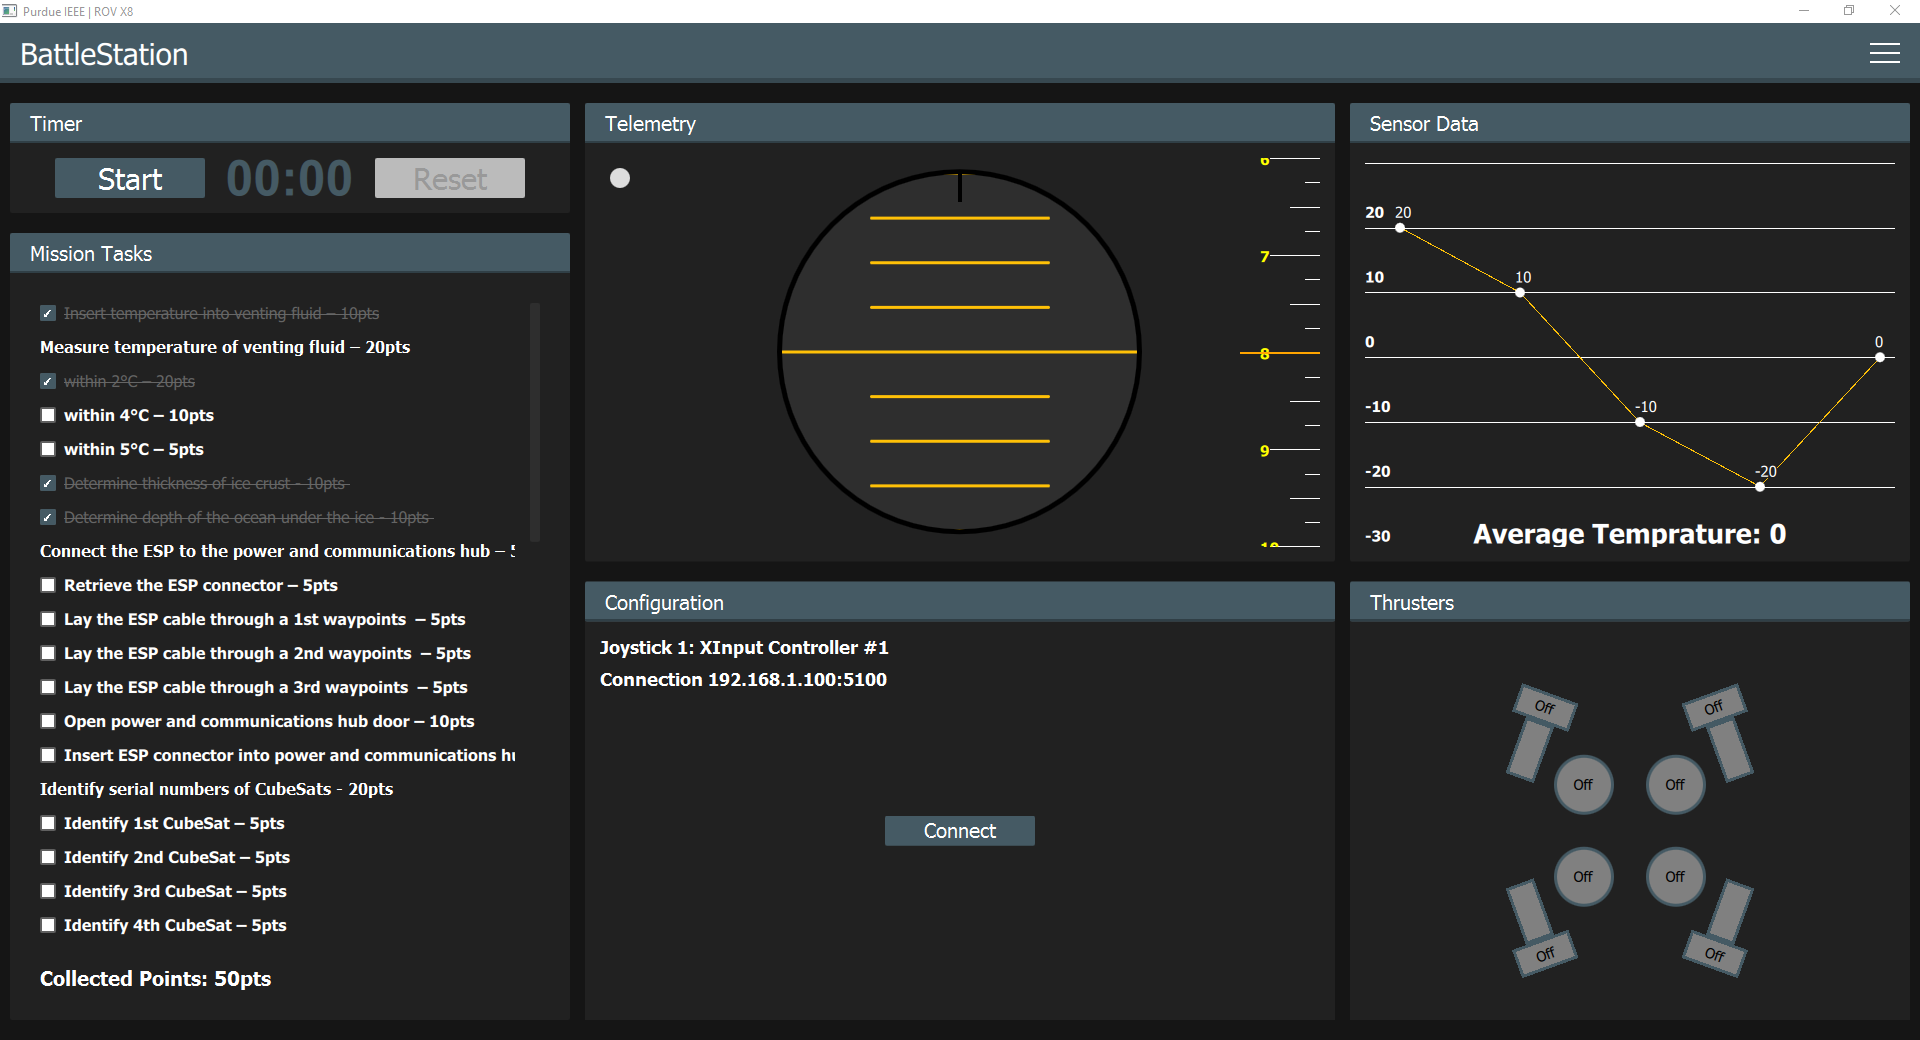 Purdue IEEE | ROV X8
BattleStation
Timer
Start 00:00 Reset
Mission Tasks
Insert temperature into venting fluid – 10pts
Measure temperature of venting fluid – 20pts
within 2°C – 20pts
within 4°C – 10pts
within 5°C – 5pts
Determine thickness of ice crust - 10pts
Determine depth of the ocean under the ice - 10pts
Connect the ESP to the power and communications hub –
Retrieve the ESP connector – 5pts
Lay the ESP cable through a 1st waypoints – 5pts
Lay the ESP cable through a 2nd waypoints – 5pts
Lay the ESP cable through a 3rd waypoints – 5pts
Open power and communications hub door – 10pts
Insert ESP connector into power and communications
Identify serial numbers of CubeSats - 20pts
Identify 1st CubeSat – 5pts
Identify 2nd CubeSat – 5pts
Identify 3rd CubeSat – 5pts
Identify 4th CubeSat – 5pts
Collected Points: 50pts
Telemetry
6
7
8
9
10
Configuration
Joystick 1: XInput Controller #1
Connection 192.168.1.100:5100
Connect
Sensor Data
20 20
10 10
0 0
-10 -10
-20 -20
-30
Average Temprature: 0
Thrusters
Off Off
Off Off
Off Off
Off Off